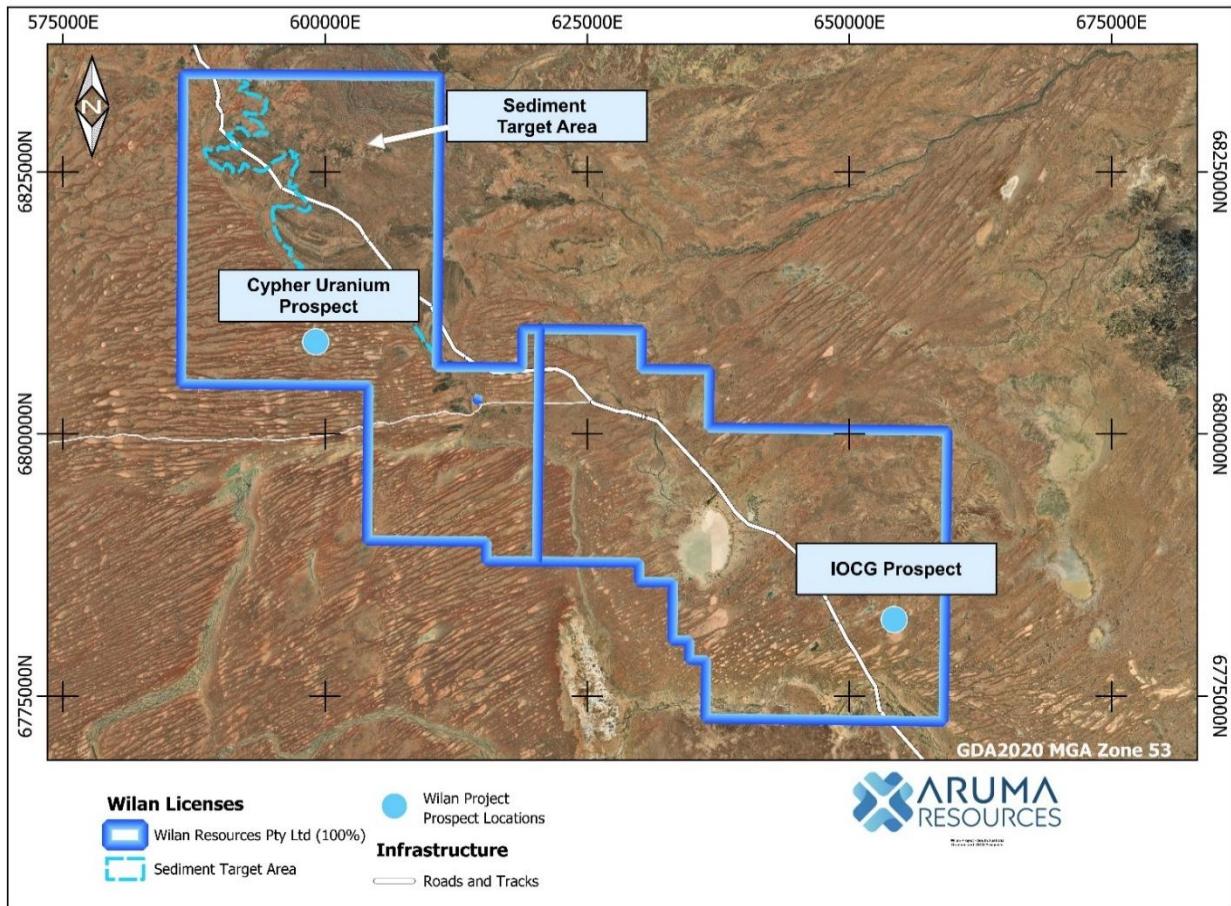 575000E 600000E 625000E 650000E 675000E
N
Sediment
Target Area
6825000N 6825000N
Cypher Uranium
Prospect
6800000N 6800000N
IOCG Prospect
6775000N 6775000N
GDA2020 MGA Zone 53
Wilan Licenses
Wilan Resources Pty Ltd (100%)
Sediment Target Area
Wilan Project
Prospect Locations
Infrastructure
Roads and Tracks
ARUMA
RESOURCES